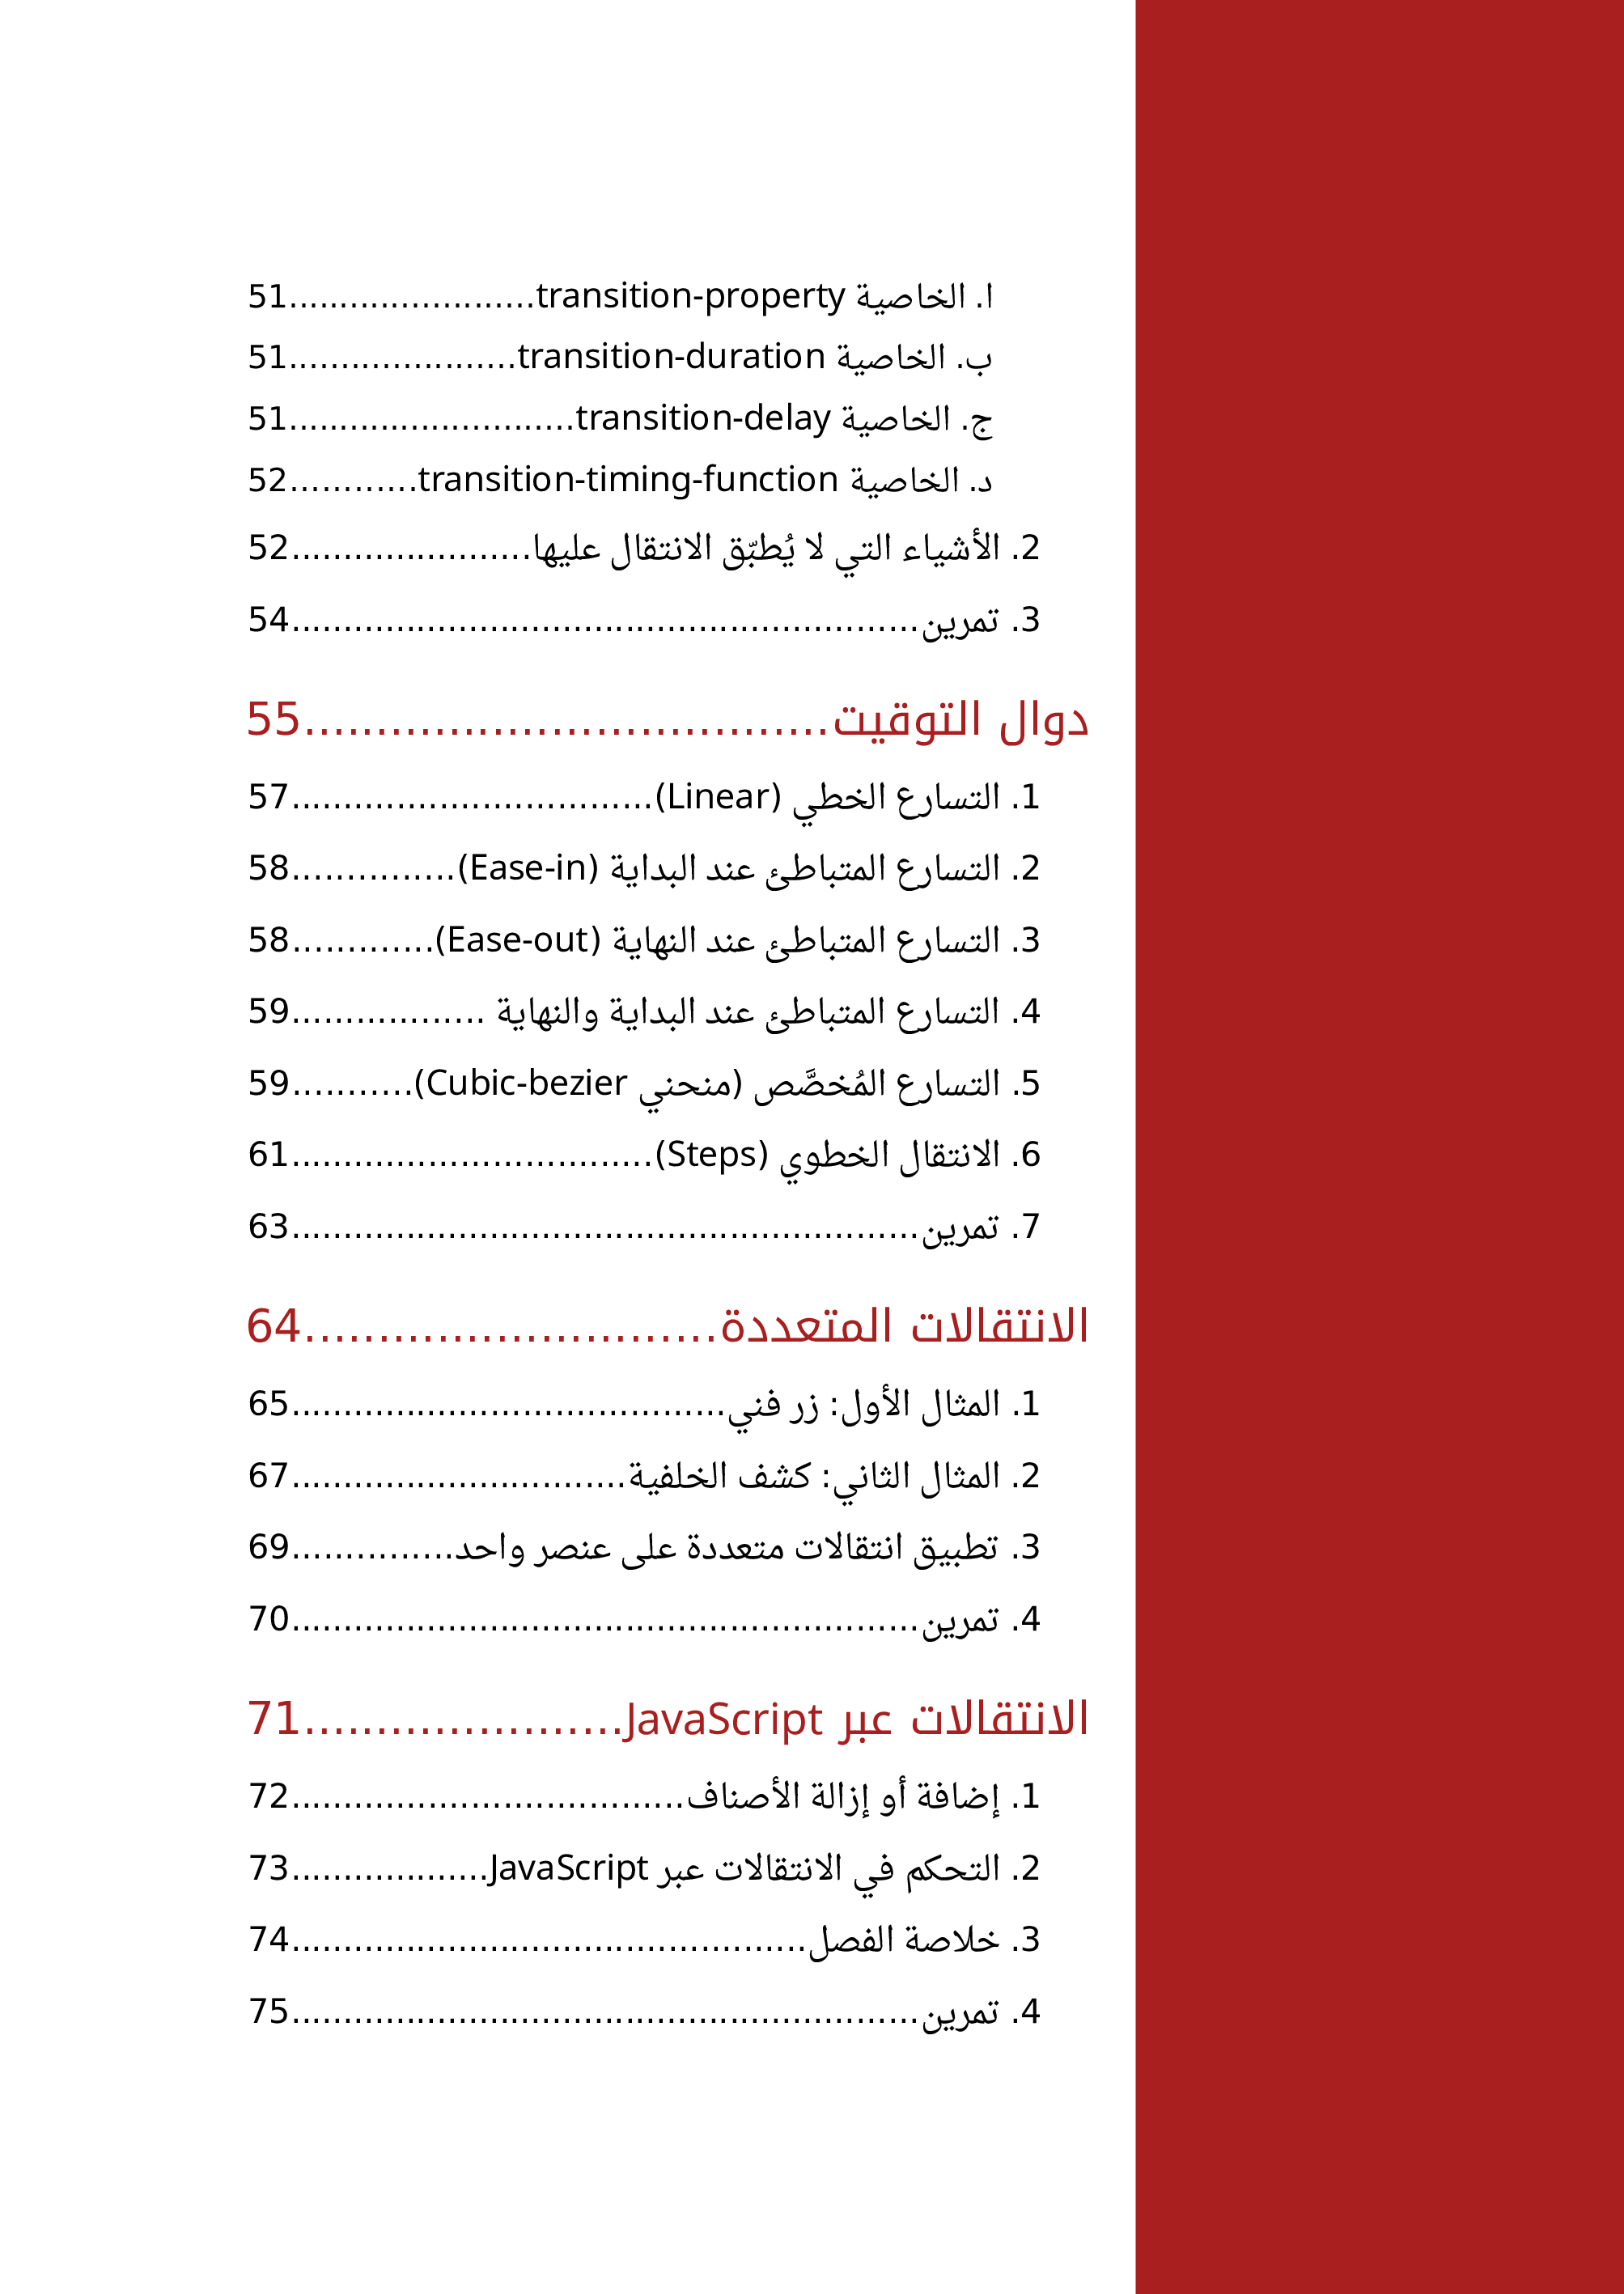 ا. الخاصية transition-property........................51
ب. الخاصية transition-duration......................51
ج. الخاصية transition-delay............................51
د. الخاصية transition-timing-function............52
2. الأشياء التي لا يُطبّق الانتقال عليها.......................52
3. تمرين............................................................54
دوال التوقيت....................................55
1. التسارع الخطي (Linear)..................................57
2. التسارع المتباطئ عند البداية (Ease-in)...............58
3. التسارع المتباطئ عند النهاية (Ease-out).............58
4. التسارع المتباطئ عند البداية والنهاية ..................59
5. التسارع المُخصَّص (منحني Cubic-bezier)...........59
6. الانتقال الخطوي (Steps)..................................61
7. تمرين............................................................63
الانتقالات المتعددة............................64
1. المثال الأول: زر فني.........................................65
2. المثال الثاني: كشف الخلفية...............................67
3. تطبيق انتقالات متعددة على عنصر واحد...............69
4. تمرين............................................................70
الانتقالات عبر JavaScript......................71
1. إضافة أو إزالة الأصناف.....................................72
2. التحكم في الانتقالات عبر JavaScript...................73
3. خلاصة الفصل.................................................74
4. تمرين............................................................75